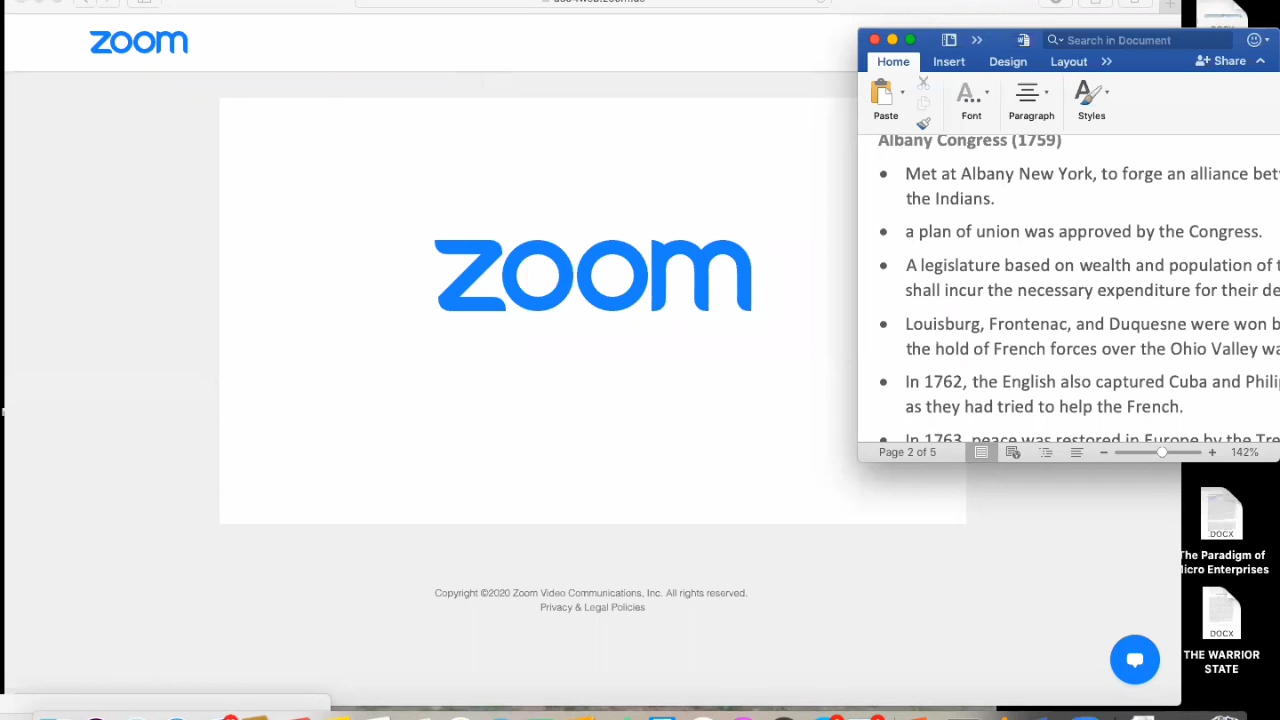 zoom
Search in Document
Home
Insert
Design
Layout
Share
Paste
Font
Paragraph
Styles
Albany Congress (1759)
Met at Albany New York, to forge an alliance bet
the Indians.
a plan of union was approved by the Congress.
A legislature based on wealth and population of t
shall incur the necessary expenditure for their de
Louisburg, Frontenac, and Duquesne were won b
the hold of French forces over the Ohio Valley wa
In 1762, the English also captured Cuba and Phili
as they had tried to help the French.
In 1763, peace was restored in Europe by the Tre
Page 2 of 5
142%
zoom
DOCX
The Paradigm of
Micro Enterprises
DOCX
THE WARRIOR
STATE
Copyright ©2020 Zoom Video Communications, Inc. All rights reserved.
Privacy & Legal Policies